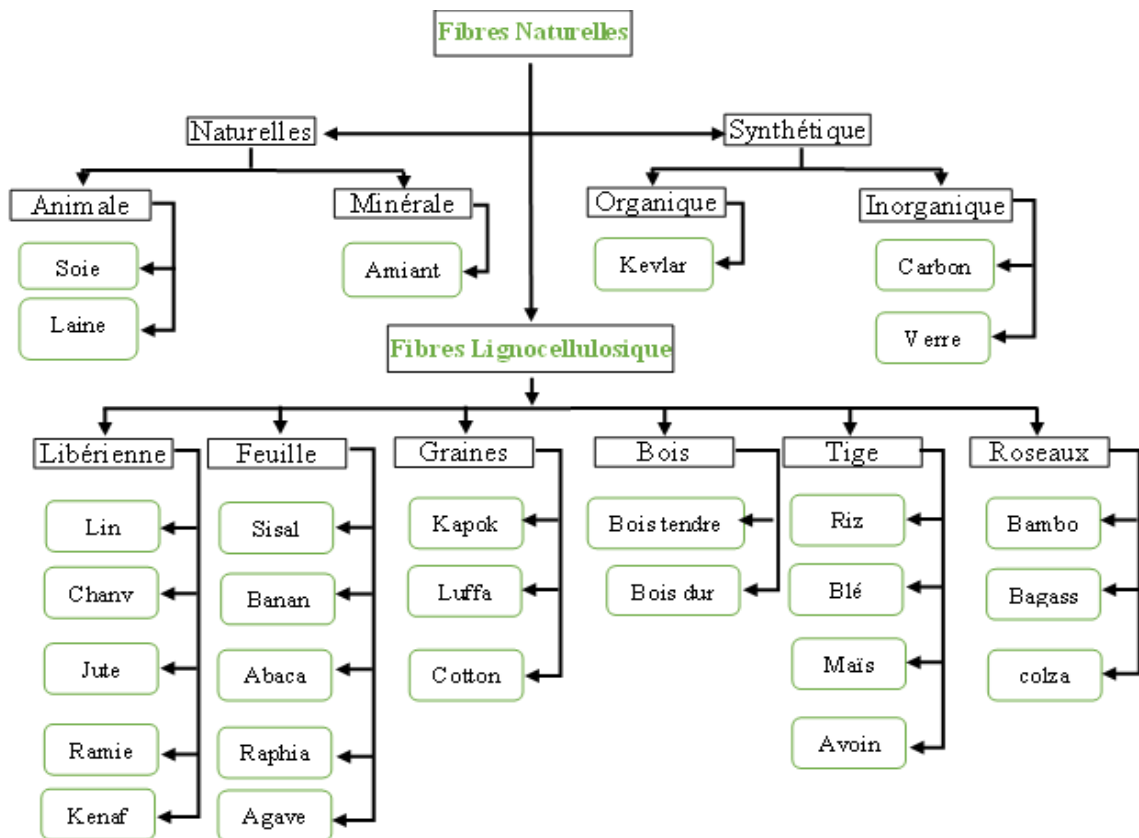 Fibres Naturelles
Naturelles
Synthétique
Animale
Minérale
Organique
Inorganique
Soie
Amiant
Kevlar
Carbon
Laine
Verre
Fibres Lignocellulosique
Libérienne
Feuille
Graines
Bois
Tige
Roseaux
Lin
Sisal
Kapok
Bois tendre
Riz
Bambo
Chanv
Banan
Luffa
Bois dur
Blé
Bagass
Jute
Abaca
Cotton
Maïs
colza
Ramie
Raphia
Avoin
Kenaf
Agave